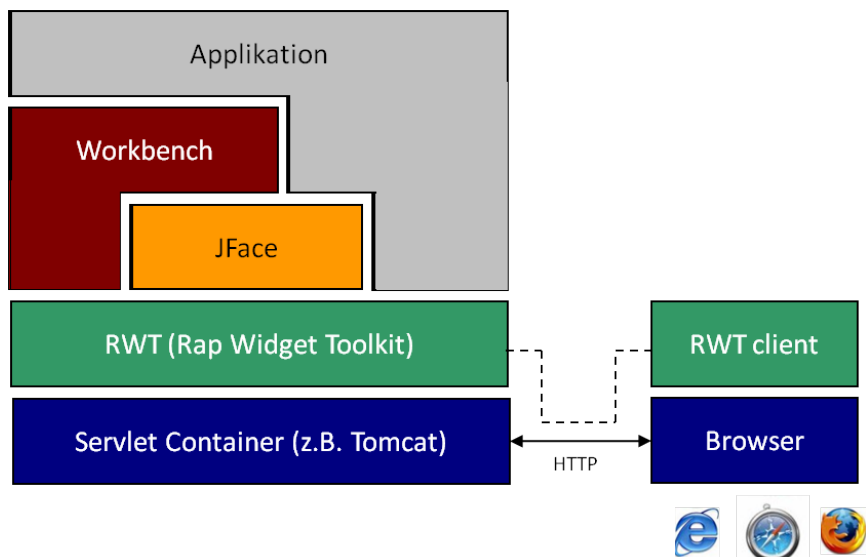 Applikation
Workbench
JFace
RWT (Rap Widget Toolkit)
RWT client
Servlet Container (z.B. Tomcat)
HTTP
Browser